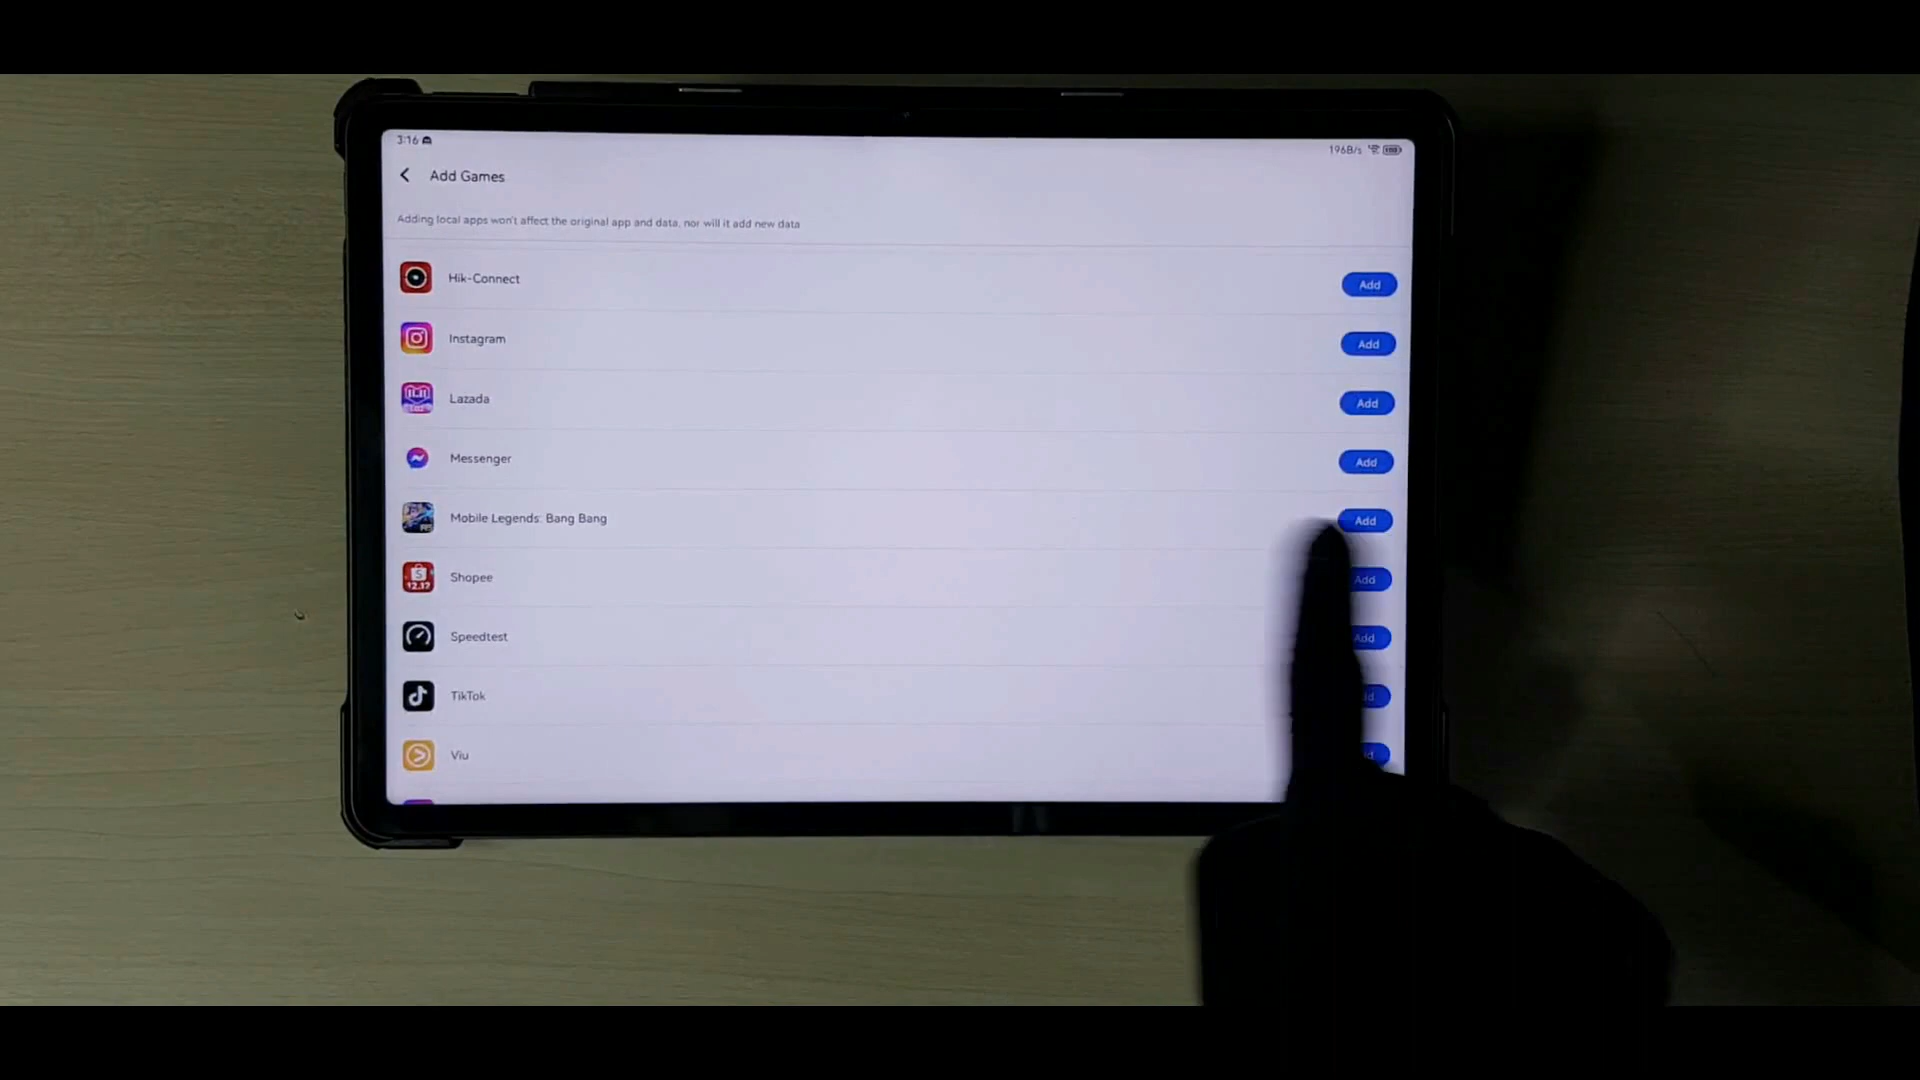 3:16
196B/s
Add Games
Adding local apps won't affect the original app and data, nor will it add new data
Hik-Connect
Add
Instagram
Add
Lazada
Add
Messenger
Add
Mobile Legends: Bang Bang
Add
Shopee
12.12
Add
Speedtest
Add
TikTok
Viu